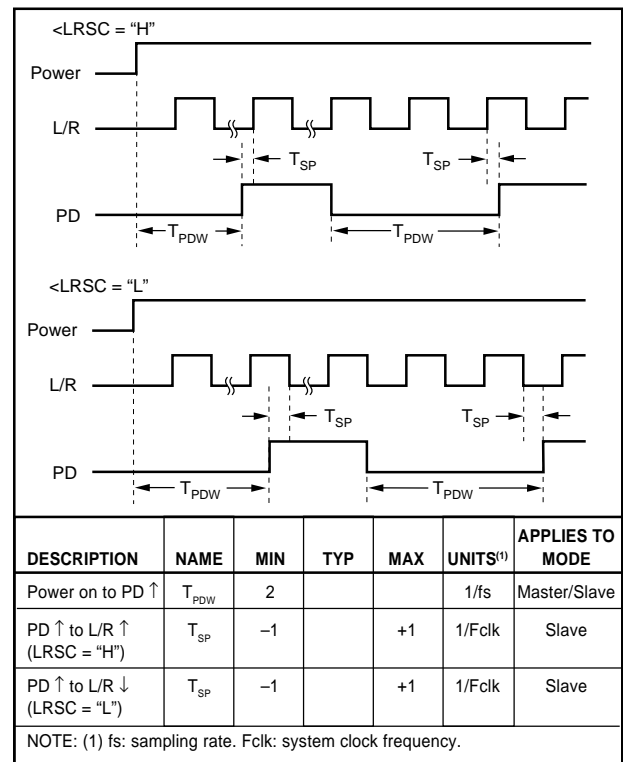 <LRSC = “H”
Power
L/R
T_SP T_SP
PD
T_PDW T_PDW
<LRSC = “L”
Power
L/R
T_SP T_SP
PD
T_PDW T_PDW
DESCRIPTION NAME MIN TYP MAX UNITS(1) APPLIES TO MODE
Power on to PD ↑ T_PDW 2 1/fs Master/Slave
PD ↑ to L/R ↑ (LRSC = “H”) T_SP –1 +1 1/Fclk Slave
PD ↑ to L/R ↓ (LRSC = “L”) T_SP –1 +1 1/Fclk Slave
NOTE: (1) fs: sampling rate. Fclk: system clock frequency.